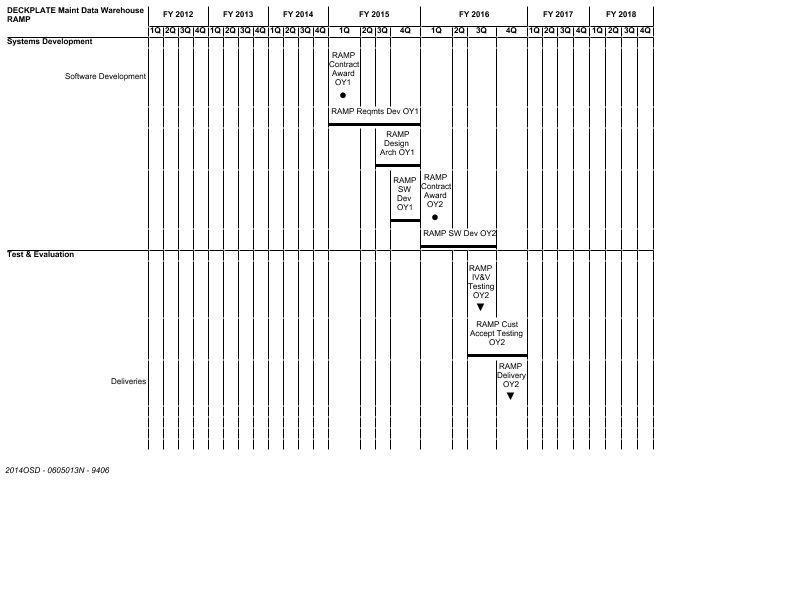 DECKPLATE Maint Data Warehouse
RAMP
FY 2012 FY 2013 FY 2014 FY 2015 FY 2016 FY 2017 FY 2018
1Q 2Q 3Q 4Q 1Q 2Q 3Q 4Q 1Q 2Q 3Q 4Q 1Q 2Q 3Q 4Q 1Q 2Q 3Q 4Q 1Q 2Q 3Q 4Q 1Q 2Q 3Q 4Q
Systems Development
Software Development
RAMP
Contract
Award
OY1
RAMP Reqmts Dev OY1
RAMP
Design
Arch OY1
RAMP
SW
Dev
OY1
RAMP
Contract
Award
OY2
RAMP SW Dev OY2
Test & Evaluation
RAMP
IV&V
Testing
OY2
RAMP Cust
Accept Testing
OY2
Deliveries
RAMP
Delivery
OY2
2014OSD - 0605013N - 9406